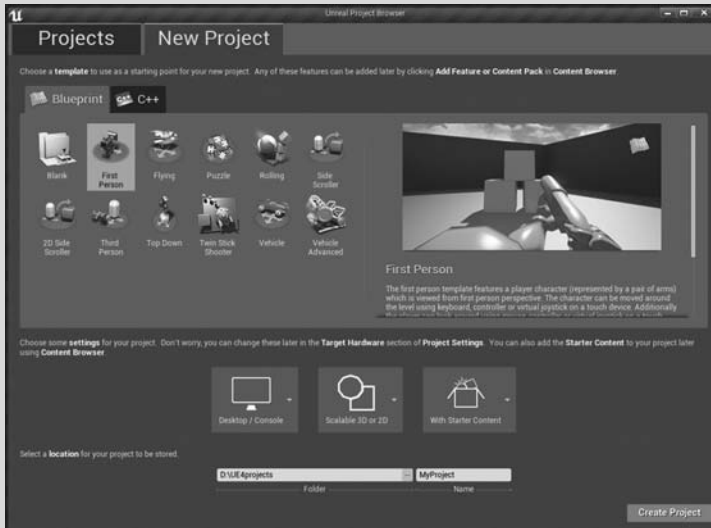 Unreal Project Browser
Projects
New Project
Choose a template to use as a starting point for your new project. Any of these features can be added later by clicking Add Feature or Content Pack in Content Browser.
Blueprint
C++
Blank
First Person
Flying
Puzzle
Rolling
Side Scroller
2D Side Scroller
Third Person
Top Down
Twin Stick Shooter
Vehicle
Vehicle Advanced
First Person
The first person template features a player character (represented by a pair of arms)
which is viewed from first person perspective. The character can be moved around
the level using keyboard, controller or virtual joystick on a touch device. Additionally
Choose some settings for your project. Don't worry, you can change these later in the Target Hardware section of Project Settings. You can also add the Starter Content to your project later
using Content Browser.
Desktop / Console
Scalable 3D or 2D
With Starter Content
Select a location for your project to be stored.
D:\UE4projects
...
MyProject
Folder
Name
Create Project